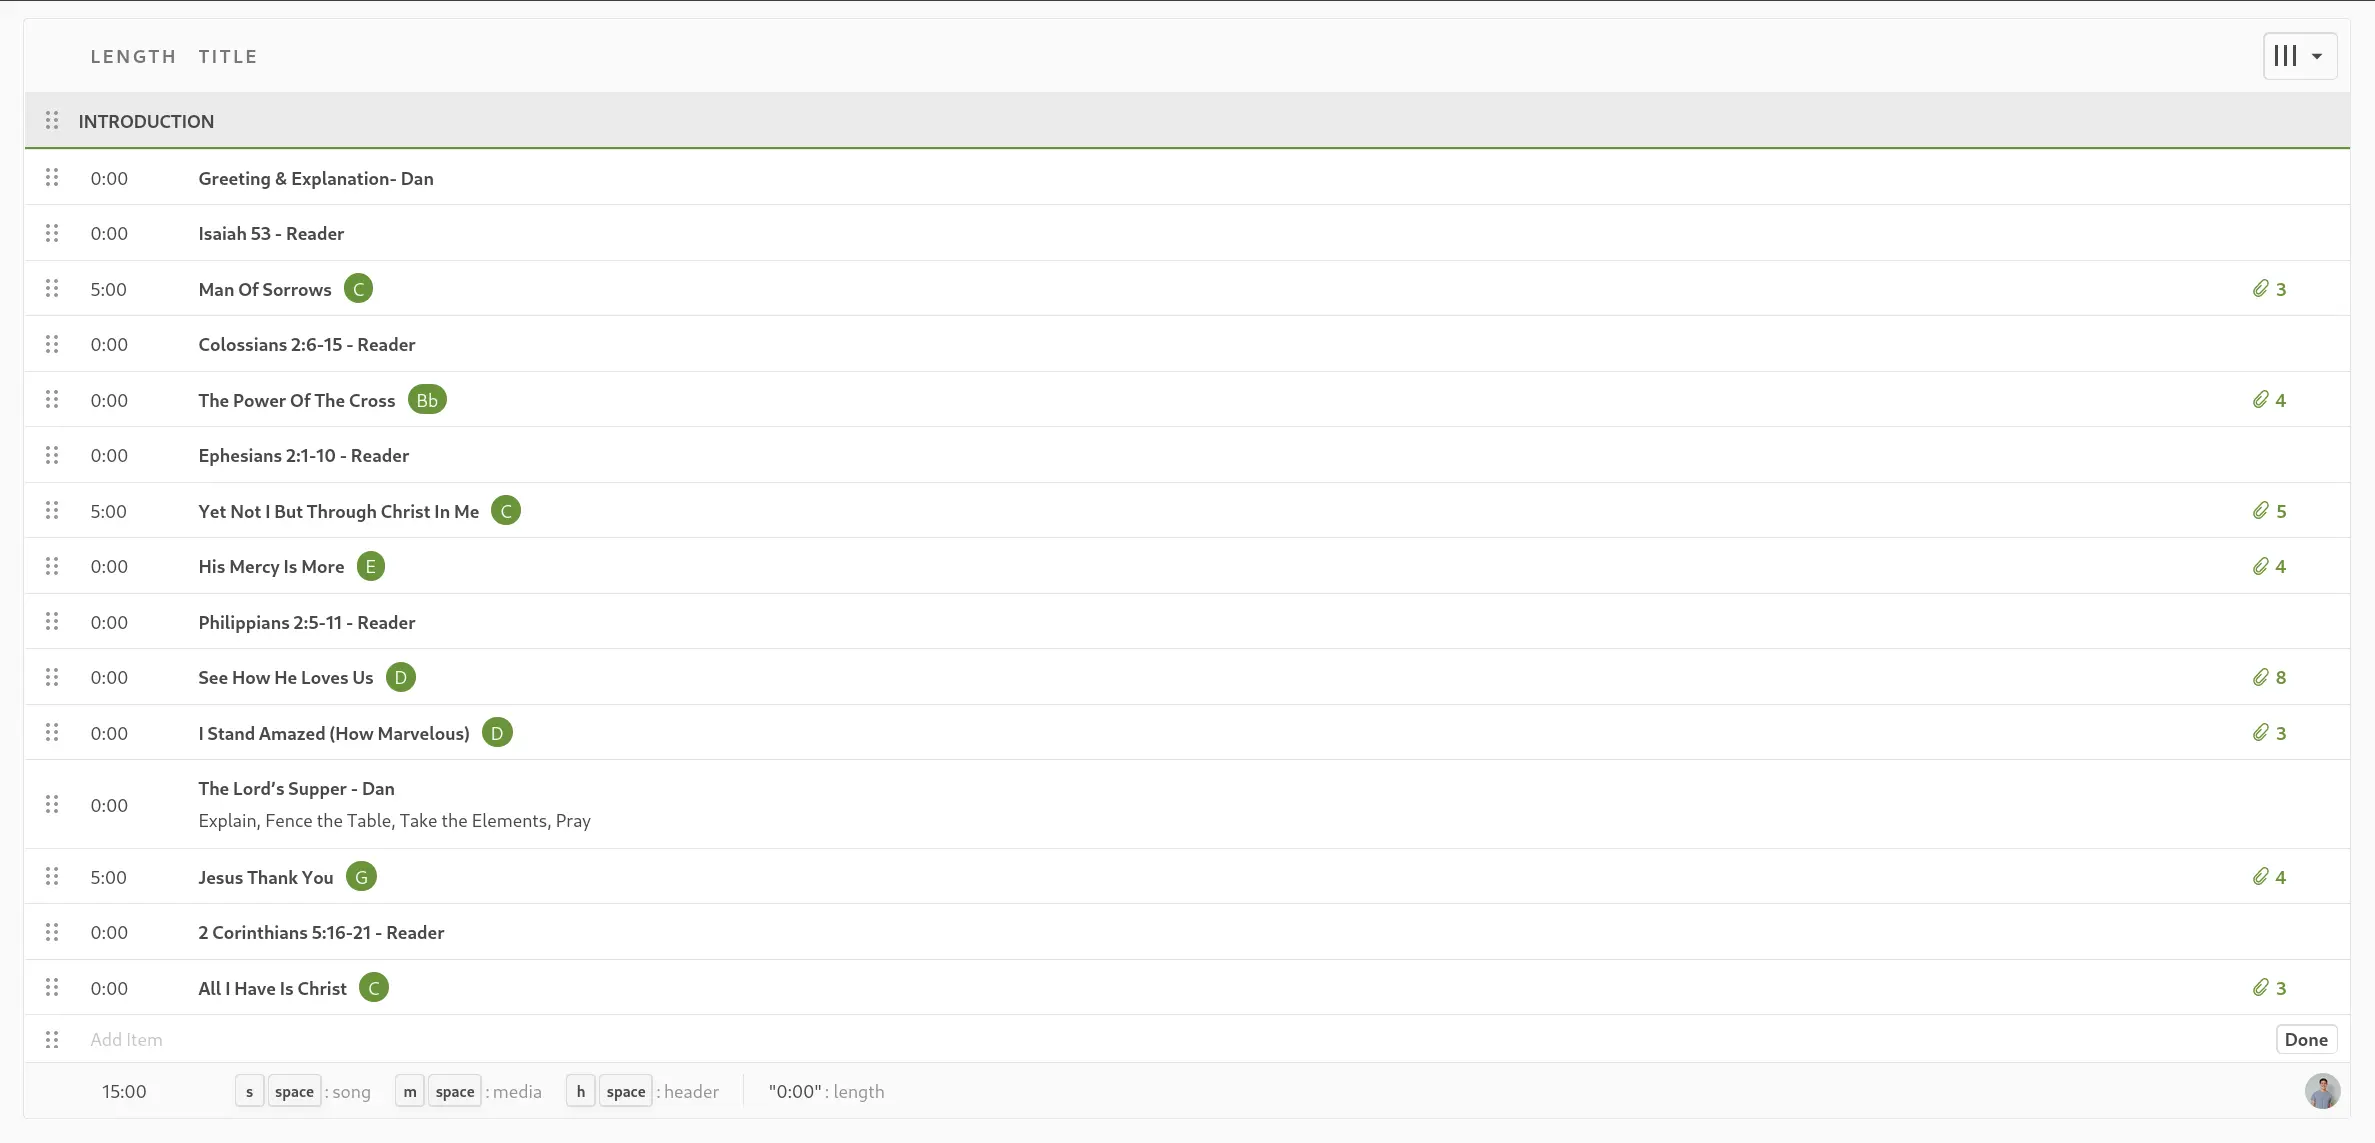 LENGTH TITLE
INTRODUCTION
0:00 Greeting & Explanation- Dan
0:00 Isaiah 53 - Reader
5:00 Man Of Sorrows C 3
0:00 Colossians 2:6-15 - Reader
0:00 The Power Of The Cross Bb 4
0:00 Ephesians 2:1-10 - Reader
5:00 Yet Not I But Through Christ In Me C 5
0:00 His Mercy Is More E 4
0:00 Philippians 2:5-11 - Reader
0:00 See How He Loves Us D 8
0:00 I Stand Amazed (How Marvelous) D 3
0:00 The Lord's Supper - Dan
Explain, Fence the Table, Take the Elements, Pray
5:00 Jesus Thank You G 4
0:00 2 Corinthians 5:16-21 - Reader
0:00 All I Have Is Christ C 3
Add Item Done
15:00 s space : song m space : media h space : header "0:00" : length